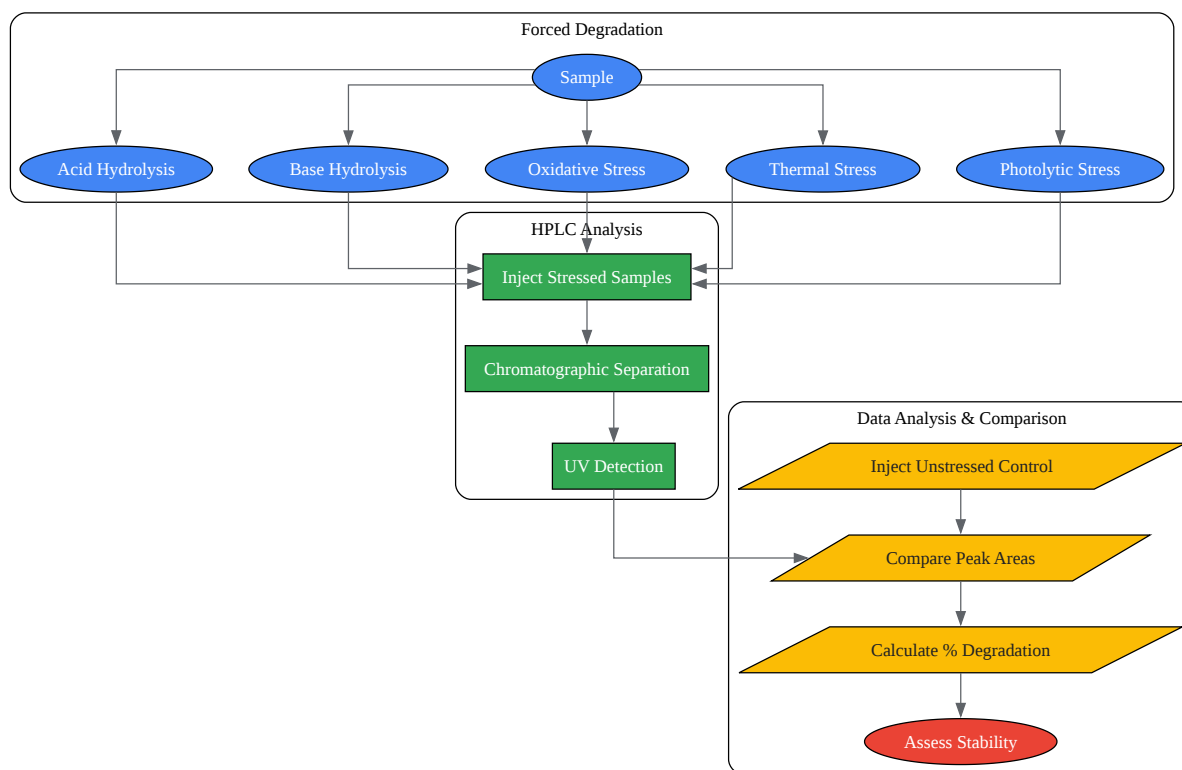 Forced Degradation
Sample
Acid Hydrolysis
Base Hydrolysis
Oxidative Stress
Thermal Stress
Photolytic Stress
HPLC Analysis
Inject Stressed Samples
Chromatographic Separation
UV Detection
Data Analysis & Comparison
Inject Unstressed Control
Compare Peak Areas
Calculate % Degradation
Assess Stability